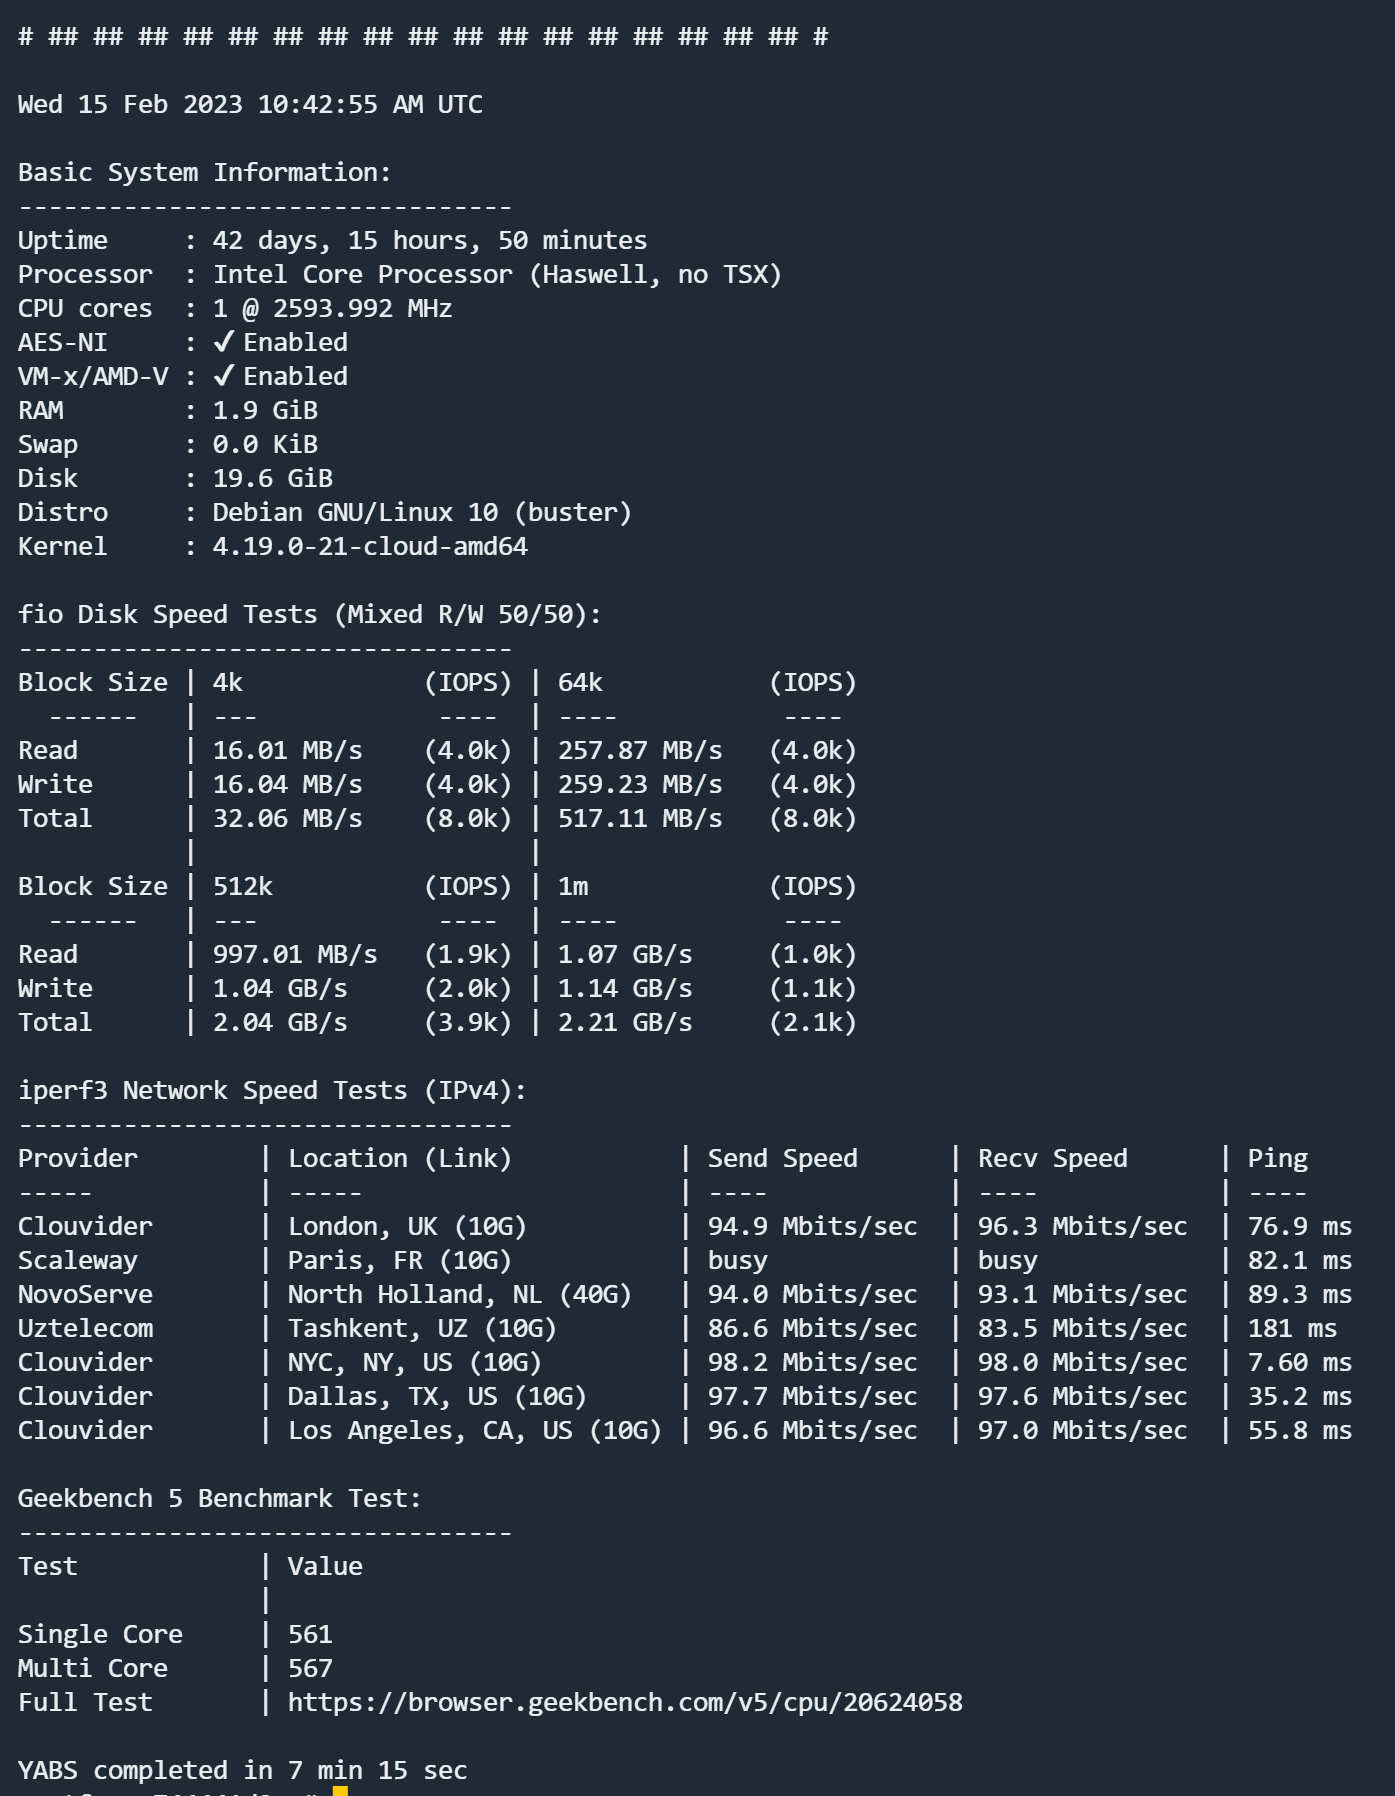 # ## ## ## ## ## ## ## ## ## ## ## ## ## ## ## ## ## #
Wed 15 Feb 2023 10:42:55 AM UTC
Basic System Information:
---------------------------------
Uptime     : 42 days, 15 hours, 50 minutes
Processor  : Intel Core Processor (Haswell, no TSX)
CPU cores  : 1 @ 2593.992 MHz
AES-NI     : ✔ Enabled
VM-x/AMD-V : ✔ Enabled
RAM        : 1.9 GiB
Swap       : 0.0 KiB
Disk       : 19.6 GiB
Distro     : Debian GNU/Linux 10 (buster)
Kernel     : 4.19.0-21-cloud-amd64
fio Disk Speed Tests (Mixed R/W 50/50):
---------------------------------
Block Size | 4k            (IOPS) | 64k           (IOPS)
  ------   | ---            ----  | ----           ----
Read       | 16.01 MB/s    (4.0k) | 257.87 MB/s   (4.0k)
Write      | 16.04 MB/s    (4.0k) | 259.23 MB/s   (4.0k)
Total      | 32.06 MB/s    (8.0k) | 517.11 MB/s   (8.0k)
           |                      |
Block Size | 512k          (IOPS) | 1m            (IOPS)
  ------   | ---            ----  | ----           ----
Read       | 997.01 MB/s   (1.9k) | 1.07 GB/s     (1.0k)
Write      | 1.04 GB/s     (2.0k) | 1.14 GB/s     (1.1k)
Total      | 2.04 GB/s     (3.9k) | 2.21 GB/s     (2.1k)
iperf3 Network Speed Tests (IPv4):
---------------------------------
Provider        | Location (Link)           | Send Speed      | Recv Speed      | Ping
-----           | -----                     | ----            | ----            | ----
Clouvider       | London, UK (10G)          | 94.9 Mbits/sec  | 96.3 Mbits/sec  | 76.9 ms
Scaleway        | Paris, FR (10G)           | busy            | busy            | 82.1 ms
NovoServe       | North Holland, NL (40G)   | 94.0 Mbits/sec  | 93.1 Mbits/sec  | 89.3 ms
Uztelecom       | Tashkent, UZ (10G)        | 86.6 Mbits/sec  | 83.5 Mbits/sec  | 181 ms
Clouvider       | NYC, NY, US (10G)         | 98.2 Mbits/sec  | 98.0 Mbits/sec  | 7.60 ms
Clouvider       | Dallas, TX, US (10G)      | 97.7 Mbits/sec  | 97.6 Mbits/sec  | 35.2 ms
Clouvider       | Los Angeles, CA, US (10G) | 96.6 Mbits/sec  | 97.0 Mbits/sec  | 55.8 ms
Geekbench 5 Benchmark Test:
---------------------------------
Test            | Value
                |
Single Core     | 561
Multi Core      | 567
Full Test       | https://browser.geekbench.com/v5/cpu/20624058
YABS completed in 7 min 15 sec